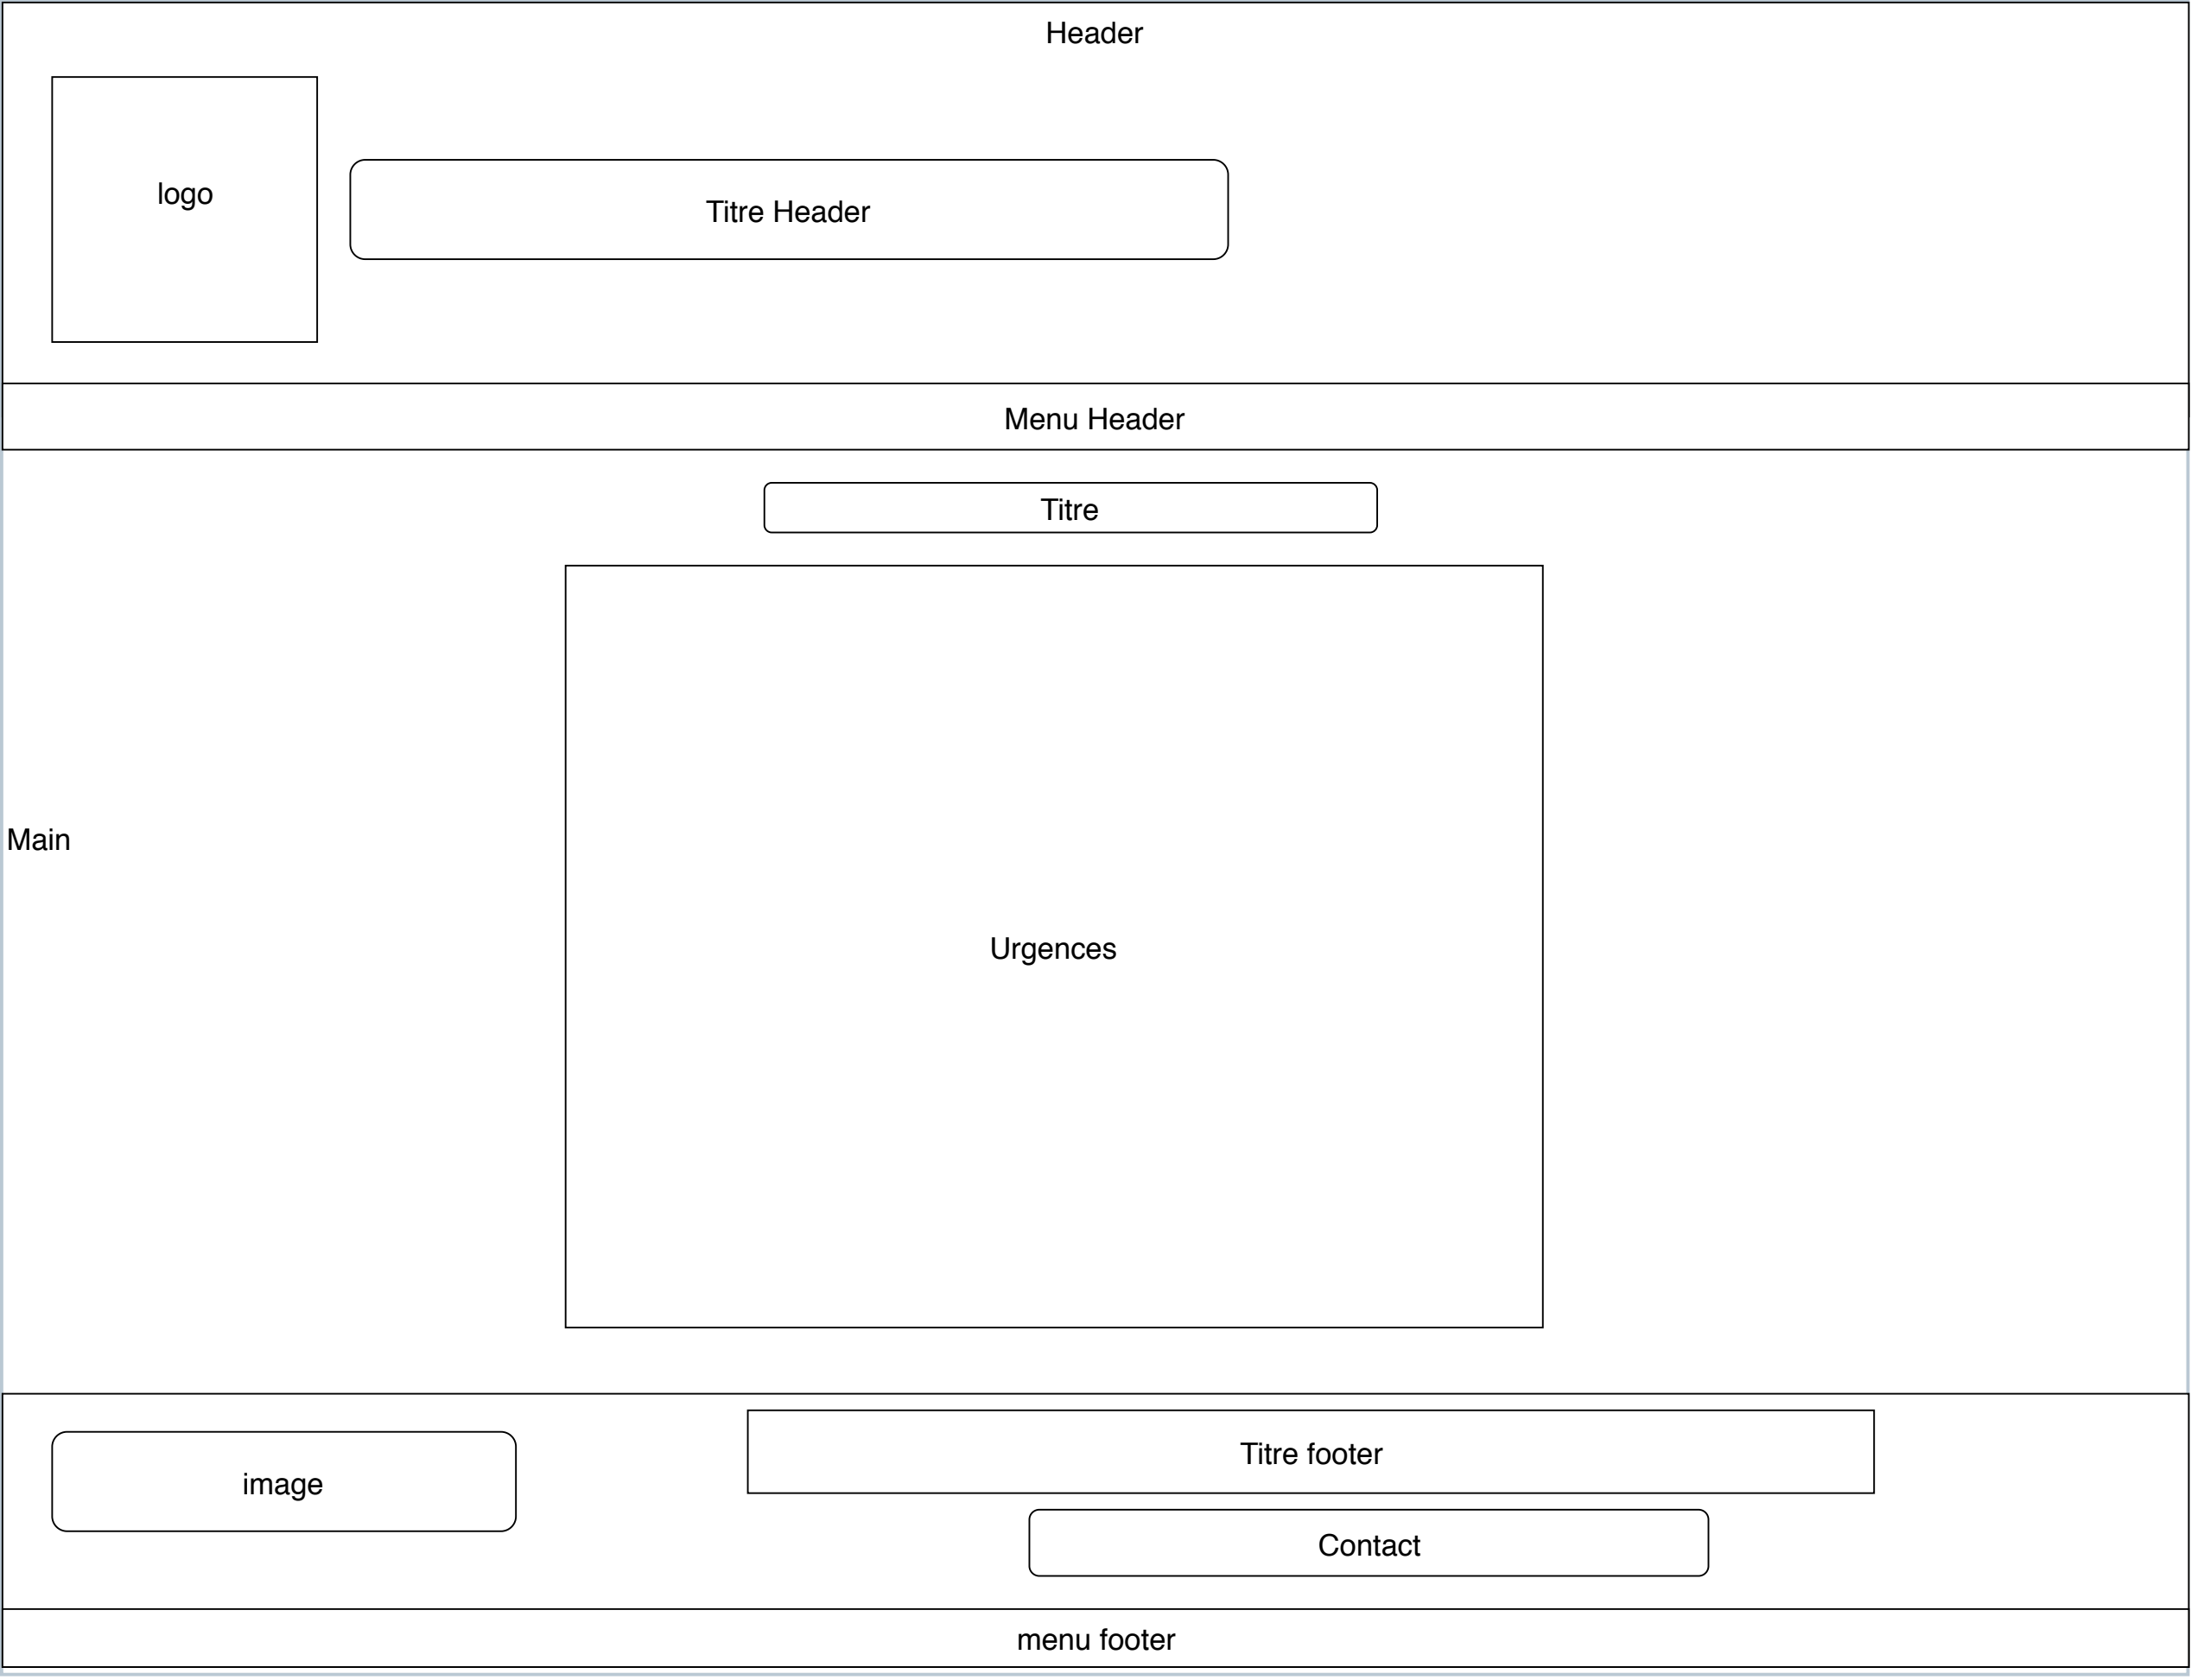 Header
logo
Titre Header
Menu Header
Titre
Main
Urgences
image
Titre footer
Contact
menu footer